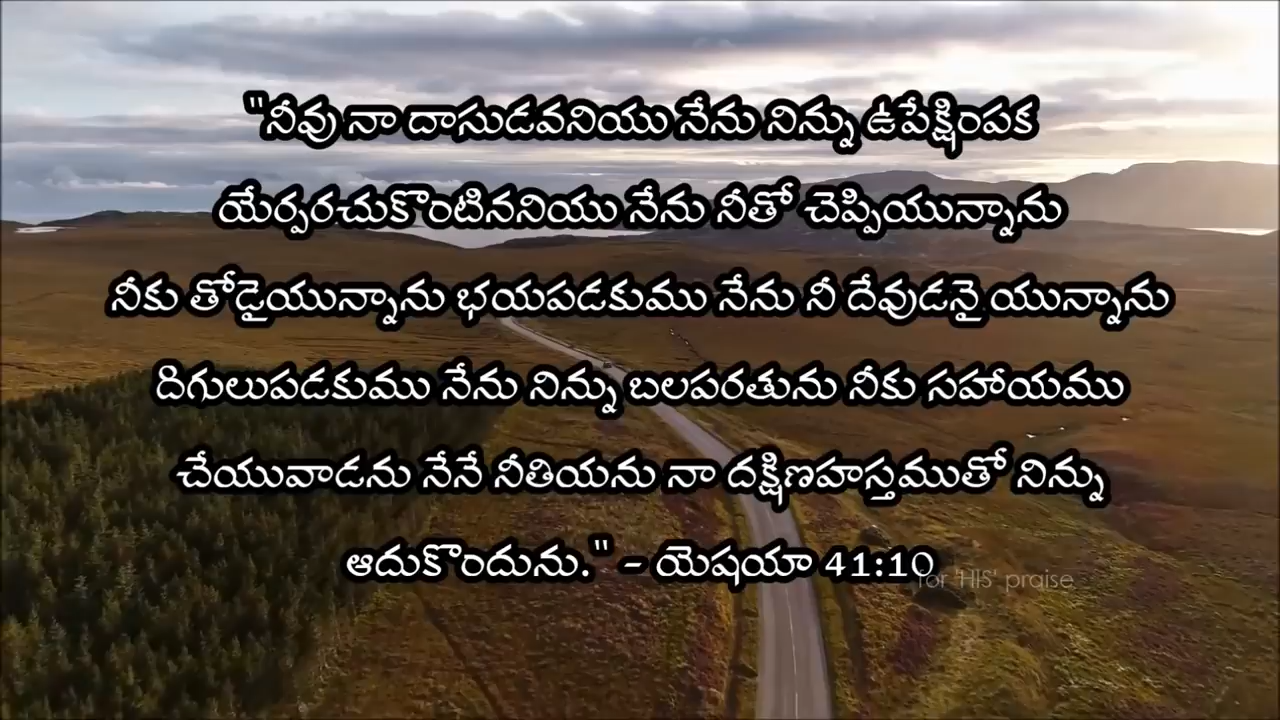 "నీవు నా దాసుడవనియు నేను నిన్ను ఉపేక్షింపక
యేర్పరచుకొంటిననియు నేను నీతో చెప్పియున్నాను
నీకు తోడైయున్నాను భయపడకుము నేను నీ దేవుడనై యున్నాను
దిగులుపడకుము నేను నిన్ను బలపరతును నీకు సహాయము
చేయువాడను నేనే నీతియను నా దక్షిణహస్తముతో నిన్ను
ఆదుకొందును." - యెషయా 41:10
for 'HIS' praise